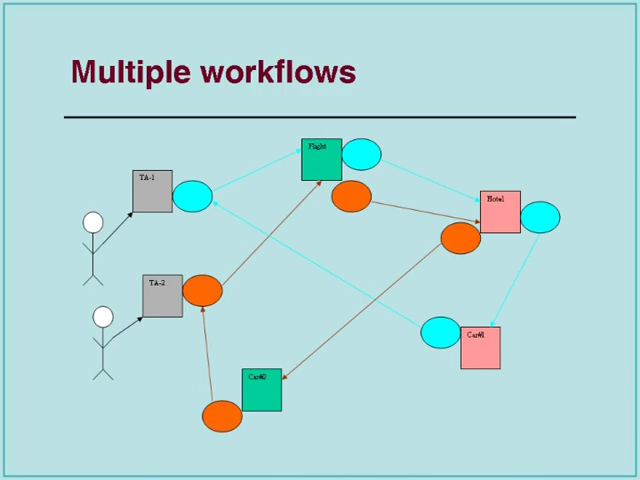 Multiple workflows
Flight
TA-1
Hotel
TA-2
Car#1
Car#2